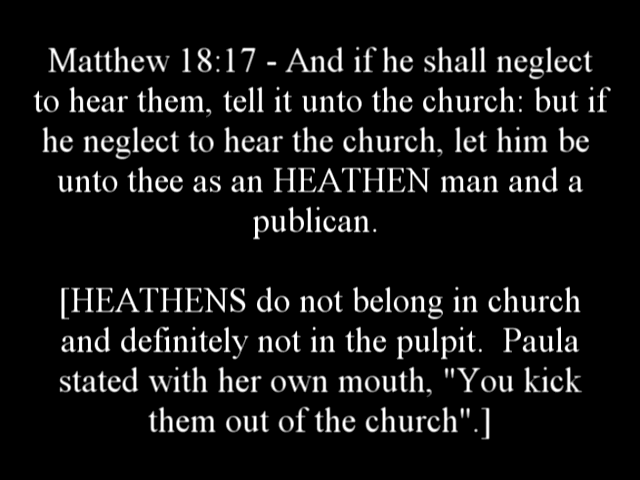 Matthew 18:17 - And if he shall neglect
to hear them, tell it unto the church: but if
he neglect to hear the church, let him be
unto thee as an HEATHEN man and a
publican.
[HEATHENS do not belong in church
and definitely not in the pulpit.  Paula
stated with her own mouth, "You kick
them out of the church".]